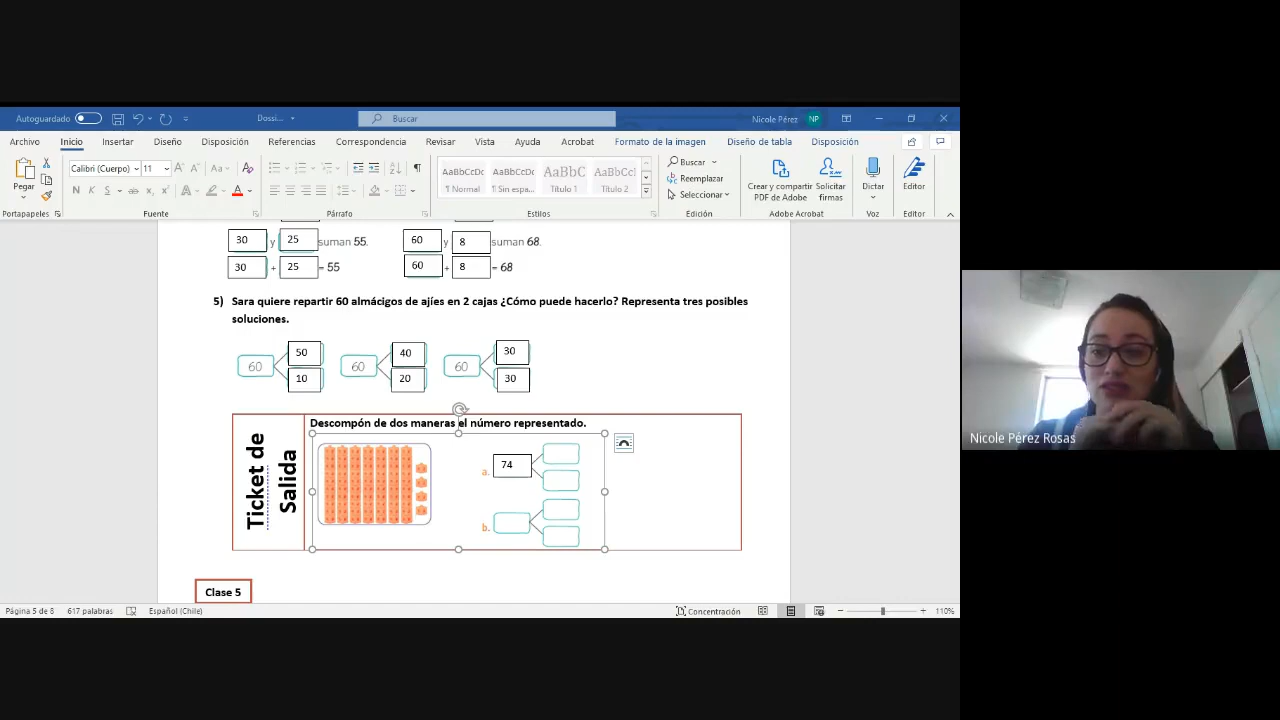 Autoguardado
Dossi...
Buscar
Nicole Pérez
NP
Archivo Inicio Insertar Diseño Disposición Referencias Correspondencia Revisar Vista Ayuda Acrobat Formato de la imagen Diseño de tabla Disposición
Pegar
Calibri (Cuerpo) 11
Aa
N K S ab x x
AaBbCcDc AaBbCcDc AaBbC AaBbCc
¶ Normal ¶ Sin espa... Título 1 Título 2
Buscar
Reemplazar
Seleccionar
Crear y compartir PDF de Adobe
Solicitar firmas
Dictar
Editor
Portapapeles Fuente Párrafo Estilos Edición Adobe Acrobat Voz Editor
30 y 25 suman 55. 60 y 8 suman 68.
30 + 25 = 55 60 + 8 = 68
5) Sara quiere repartir 60 almácigos de ajíes en 2 cajas ¿Cómo puede hacerlo? Representa tres posibles
soluciones.
50 40 30
60 60 60
10 20 30
Ticket de
Salida
Descompón de dos maneras el número representado.
a. 74
b.
Clase 5
Página 5 de 8 617 palabras Español (Chile) Concentración 110%
Nicole Pérez Rosas